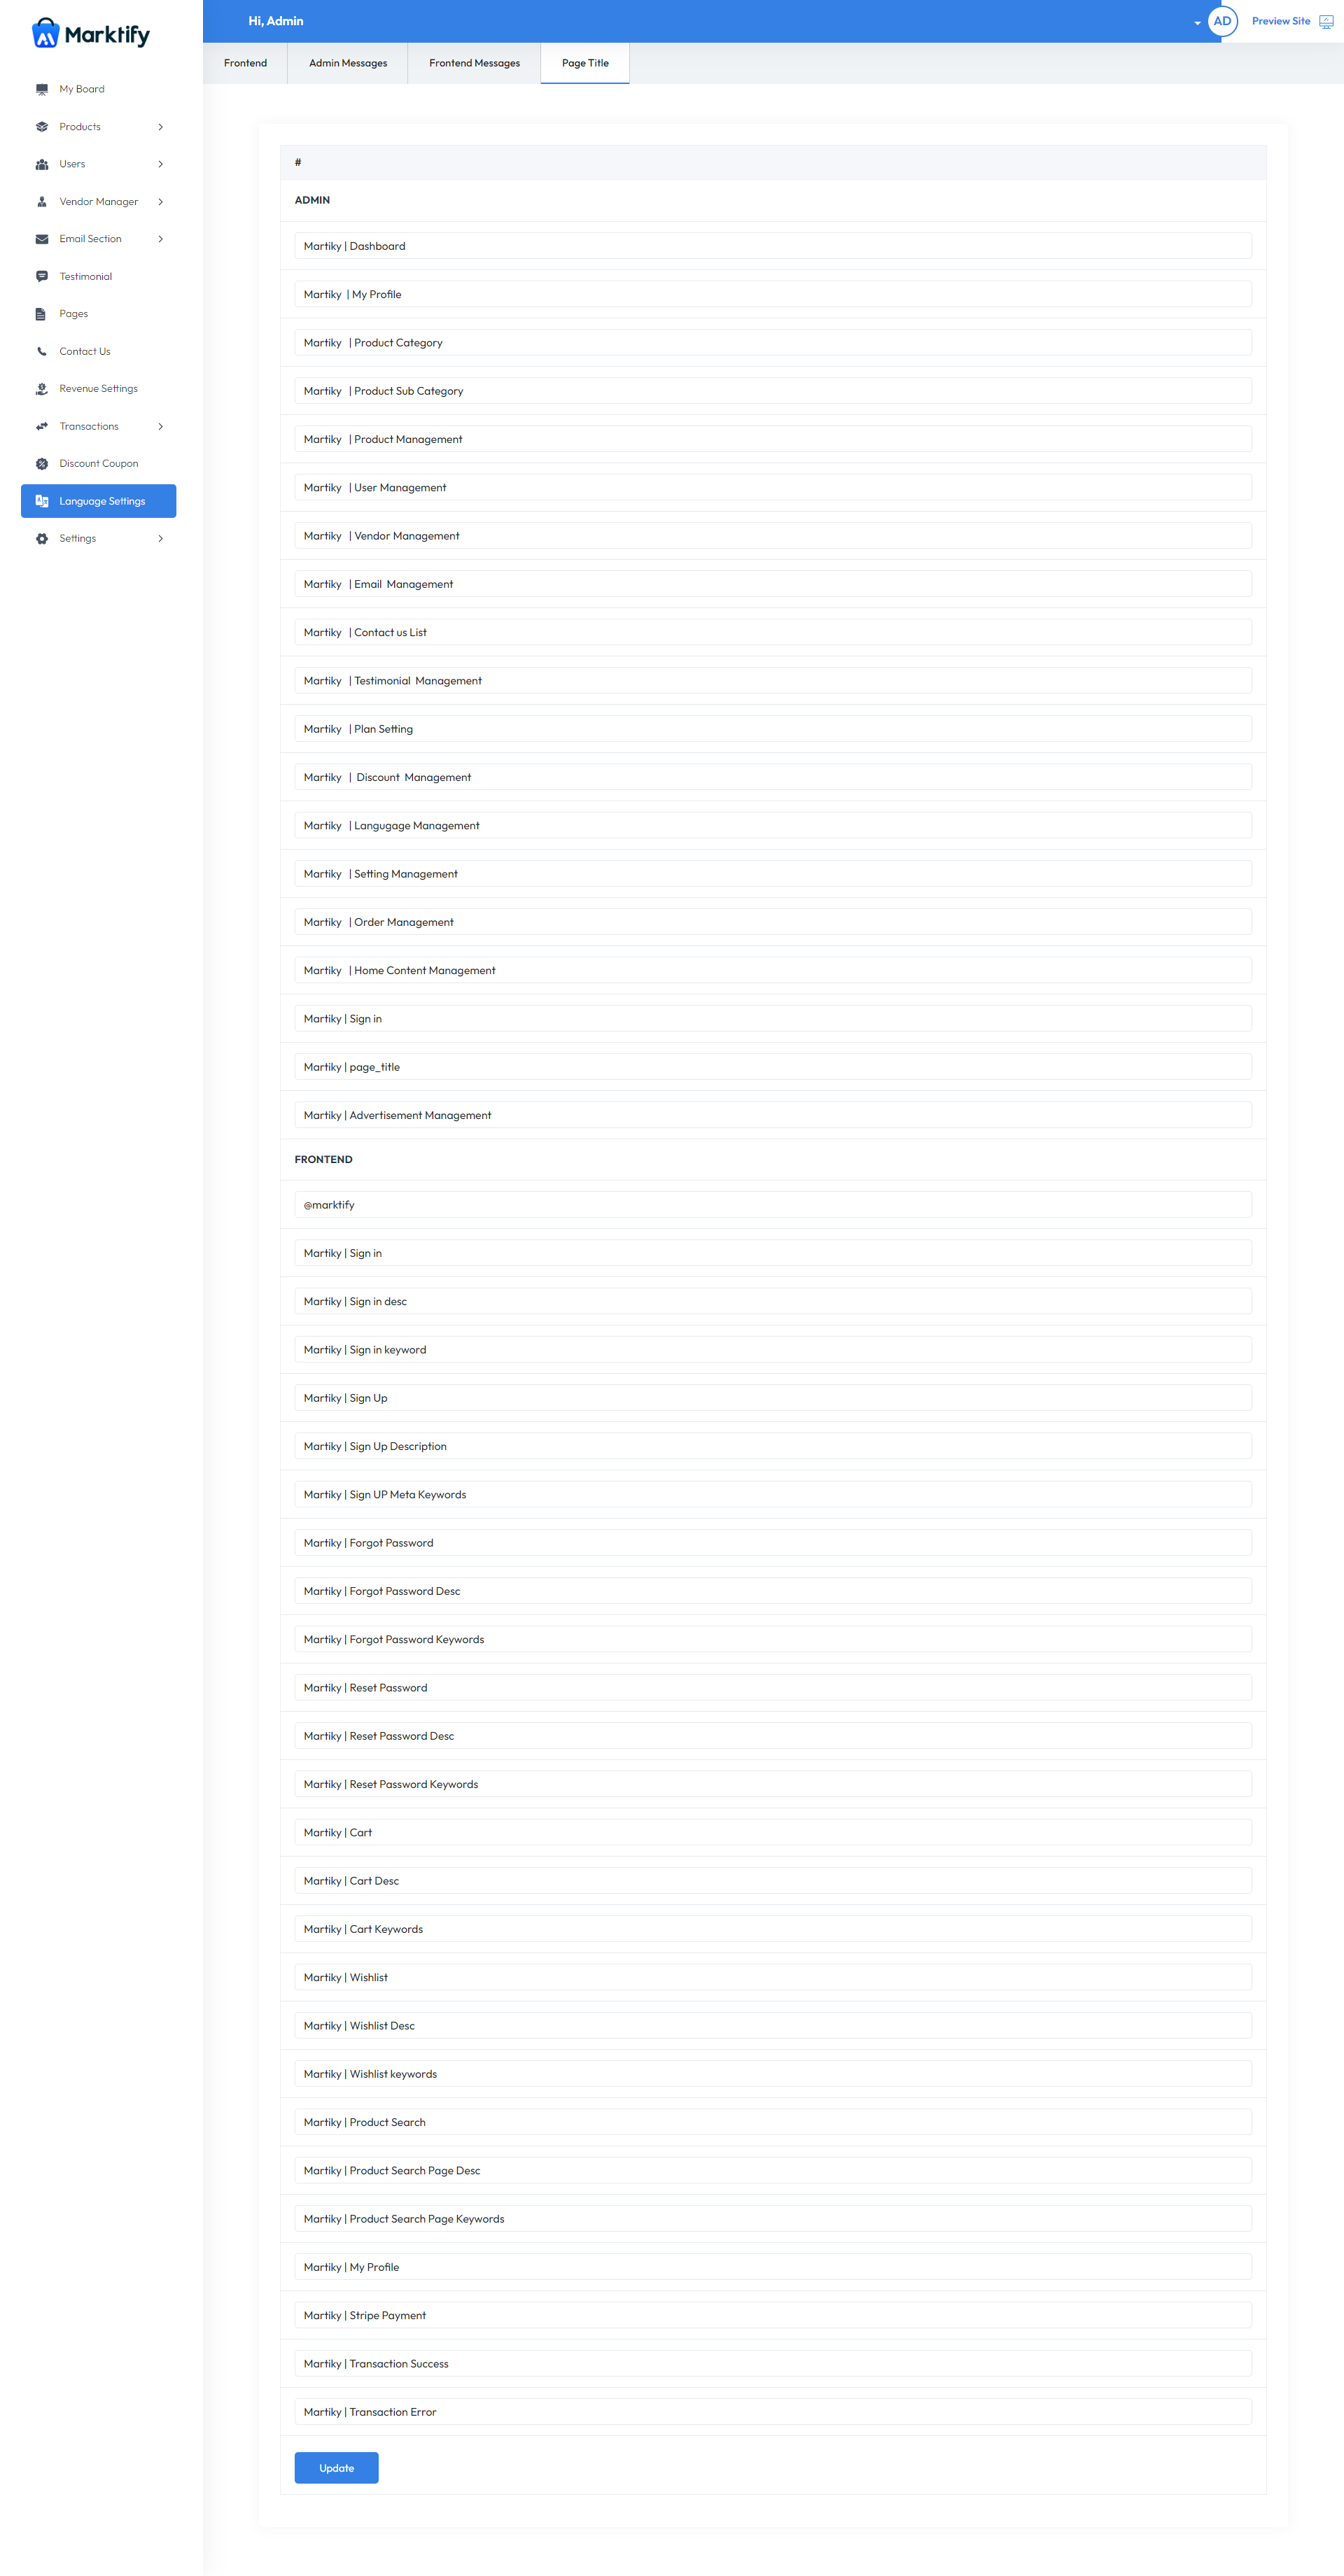 Marktify
Hi, Admin
AD
Preview Site
Frontend
Admin Messages
Frontend Messages
Page Title
My Board
Products
Users
Vendor Manager
Email Section
Testimonial
Pages
Contact Us
Revenue Settings
Transactions
Discount Coupon
Language Settings
Settings
#
ADMIN
Martiky | Dashboard
Martiky | My Profile
Martiky | Product Category
Martiky | Product Sub Category
Martiky | Product Management
Martiky | User Management
Martiky | Vendor Management
Martiky | Email Management
Martiky | Contact us List
Martiky | Testimonial Management
Martiky | Plan Setting
Martiky | Discount Management
Martiky | Langugage Management
Martiky | Setting Management
Martiky | Order Management
Martiky | Home Content Management
Martiky | Sign in
Martiky | page_title
Martiky | Advertisement Management
FRONTEND
@marktify
Martiky | Sign in
Martiky | Sign in desc
Martiky | Sign in keyword
Martiky | Sign Up
Martiky | Sign Up Description
Martiky | Sign UP Meta Keywords
Martiky | Forgot Password
Martiky | Forgot Password Desc
Martiky | Forgot Password Keywords
Martiky | Reset Password
Martiky | Reset Password Desc
Martiky | Reset Password Keywords
Martiky | Cart
Martiky | Cart Desc
Martiky | Cart Keywords
Martiky | Wishlist
Martiky | Wishlist Desc
Martiky | Wishlist keywords
Martiky | Product Search
Martiky | Product Search Page Desc
Martiky | Product Search Page Keywords
Martiky | My Profile
Martiky | Stripe Payment
Martiky | Transaction Success
Martiky | Transaction Error
Update